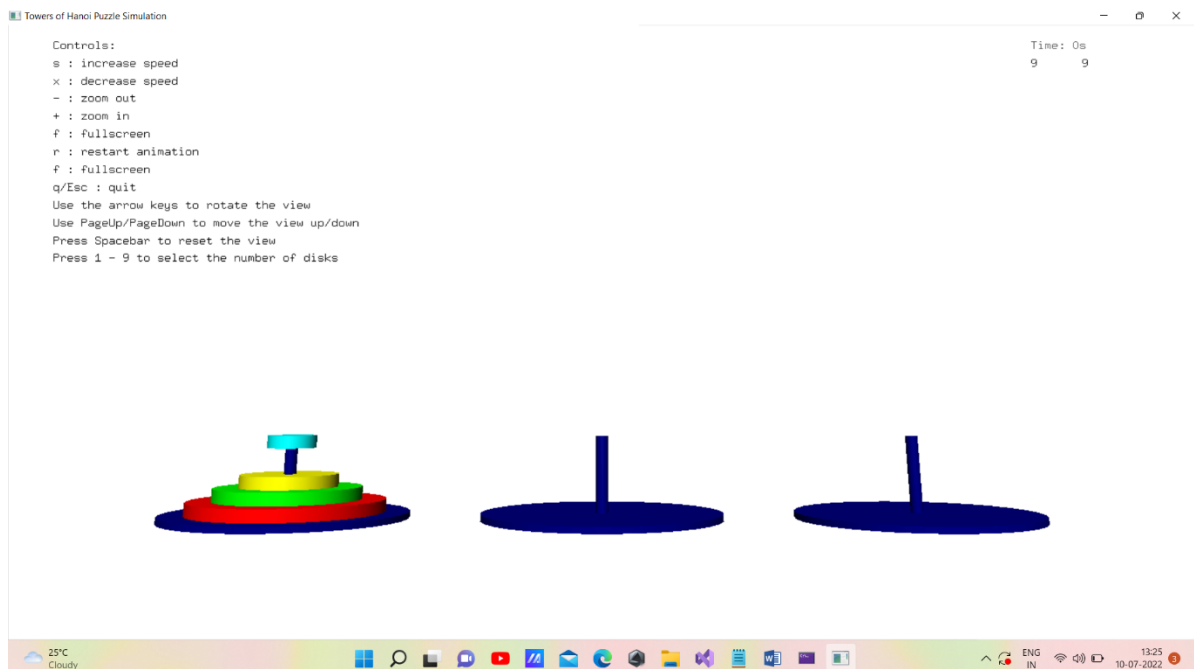 Towers of Hanoi Puzzle Simulation
Controls:
s : increase speed
x : decrease speed
- : zoom out
+ : zoom in
f : fullscreen
r : restart animation
f : fullscreen
q/Esc : quit
Use the arrow keys to rotate the view
Use PageUp/PageDown to move the view up/down
Press Spacebar to reset the view
Press 1 - 9 to select the number of disks
Time: 0s
9 9
25°C
Cloudy
ENG
IN
13:25
10-07-2022
3